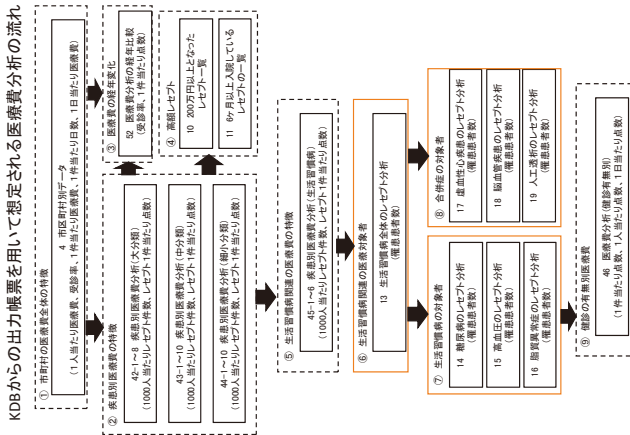 KDBからの出力帳票を用いて想定される医療費分析の流れ
① 市町村の医療費全体の特徴
4 市区町村別データ
(1人当たり医療費、受診率、1件当たり医療費、1件当たり日数、1日当たり医療費)
② 疾患別医療費の特徴
42-1~8 疾患別医療費分析(大分類)
(1000人当たりレセプト件数、レセプト1件当たり点数)
43-1~10 疾患別医療費分析(中分類)
(1000人当たりレセプト件数、レセプト1件当たり点数)
44-1~10 疾患別医療費分析(細小分類)
(1000人当たりレセプト件数、レセプト1件当たり点数)
③ 医療費の経年変化
52 医療費分析の経年比較
(受診率、1件当たり点数)
④ 高額レセプト
10 200万円以上となった
レセプト一覧
11 6ヶ月以上入院している
レセプトの一覧
⑤ 生活習慣病関連の医療費の特徴
45-1~6 疾患別医療費分析(生活習慣病)
(1000人当たりレセプト件数、レセプト1件当たり点数)
⑥ 生活習慣病関連の医療対象者
13 生活習慣病全体のレセプト分析
(罹患患者数)
⑦ 生活習慣病の対象者
14 糖尿病のレセプト分析
(罹患患者数)
15 高血圧のレセプト分析
(罹患患者数)
16 脂質異常症のレセプト分析
(罹患患者数)
⑧ 合併症の対象者
17 虚血性心疾患のレセプト分析
(罹患患者数)
18 脳血管疾患のレセプト分析
(罹患患者数)
19 人工透析のレセプト分析
(罹患患者数)
⑨ 健診の有無別医療費
46 医療費分析(健診有無別)
(1件当たり点数、1人当たり点数、1日当たり点数)